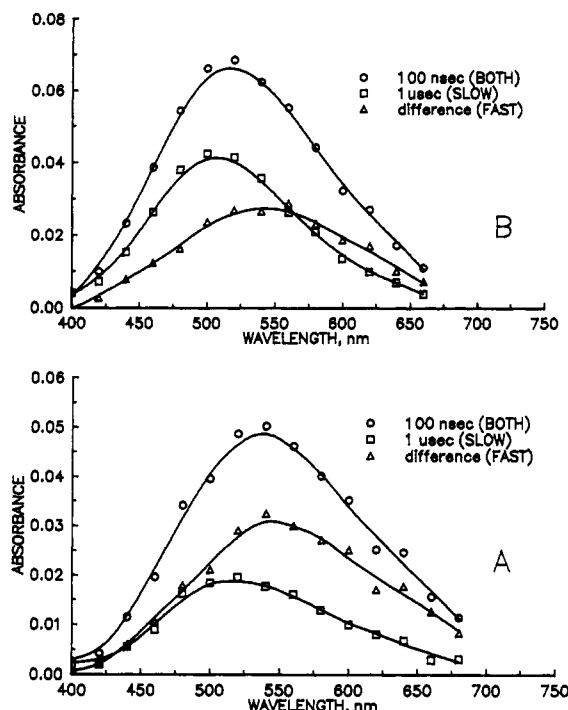 0.08
0.06
0.04
0.02
0.00
ABSORBANCE
100 nsec (BOTH)
1 usec (SLOW)
difference (FAST)
B
400 450 500 550 600 650 700 750
WAVELENGTH, nm
0.06
0.05
0.04
0.03
0.02
0.01
0.00
ABSORBANCE
100 nsec (BOTH)
1 usec (SLOW)
difference (FAST)
A
400 450 500 550 600 650 700 750
WAVELENGTH, nm